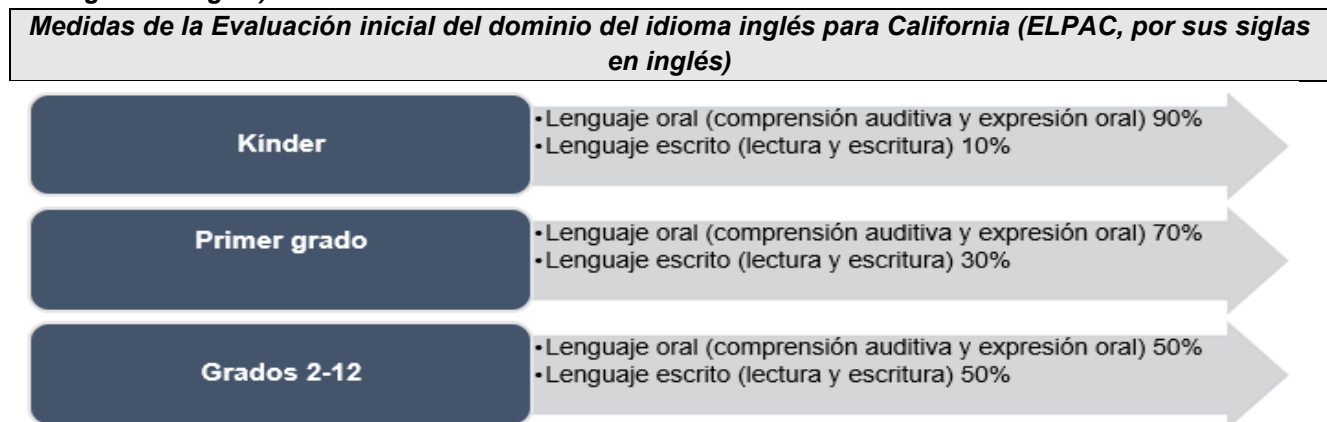 Medidas de la Evaluación inicial del dominio del idioma inglés para California (ELPAC, por sus siglas
en inglés)
Kínder
•Lenguaje oral (comprensión auditiva y expresión oral) 90%
•Lenguaje escrito (lectura y escritura) 10%
Primer grado
•Lenguaje oral (comprensión auditiva y expresión oral) 70%
•Lenguaje escrito (lectura y escritura) 30%
Grados 2-12
•Lenguaje oral (comprensión auditiva y expresión oral) 50%
•Lenguaje escrito (lectura y escritura) 50%